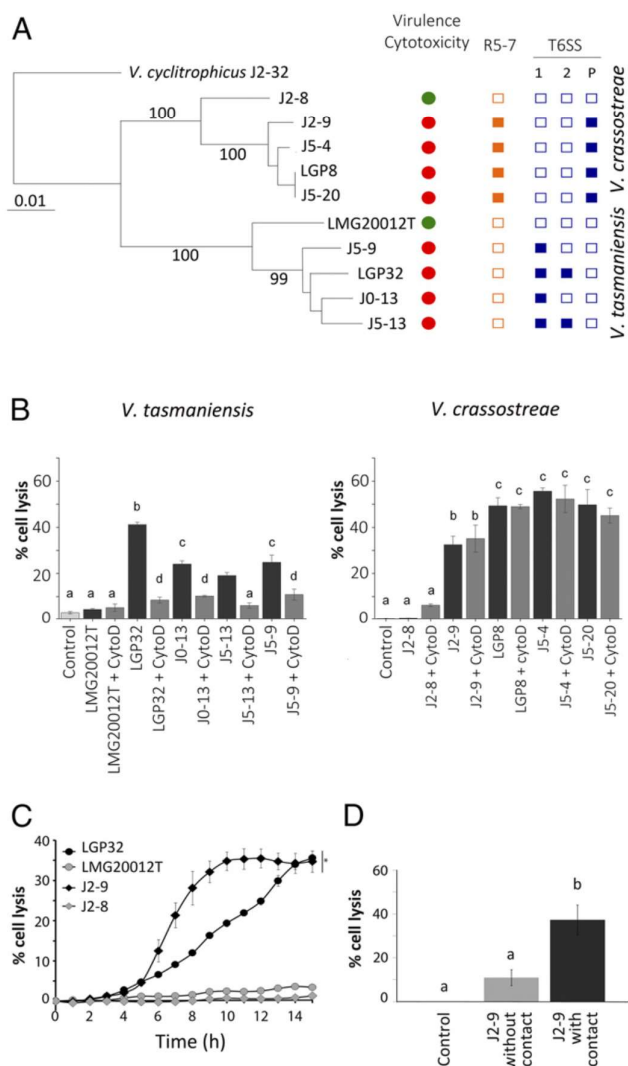 A
Virulence
Cytotoxicity
R5-7
T6SS
1 2 P
V. cyclitrophicus J2-32
J2-8
100
J2-9
J5-4
100
LGP8
J5-20
0.01
LMG20012T
100
J5-9
99
LGP32
J0-13
J5-13
V. crassostreae
V. tasmaniensis
B
V. tasmaniensis
% cell lysis
60
40
20
0
a a a b d c d a c d
Control
LMG20012T
LMG20012T + CytoD
LGP32
LGP32 + CytoD
J0-13
J0-13 + CytoD
J5-13
J5-13 + CytoD
J5-9
J5-9 + CytoD
V. crassostreae
% cell lysis
60
40
20
0
a a a b b c c c c c c
Control
J2-8
J2-8 + CytoD
J2-9
J2-9 + CytoD
LGP8
LGP8 + CytoD
J5-4
J5-4 + CytoD
J5-20
J5-20 + CytoD
C
% cell lysis
40
35
30
25
20
15
10
5
0
LGP32
LMG20012T
J2-9
J2-8
*
0 2 4 6 8 10 12 14
Time (h)
D
% cell lysis
60
40
20
0
a a b
Control
J2-9
without
contact
J2-9
with
contact